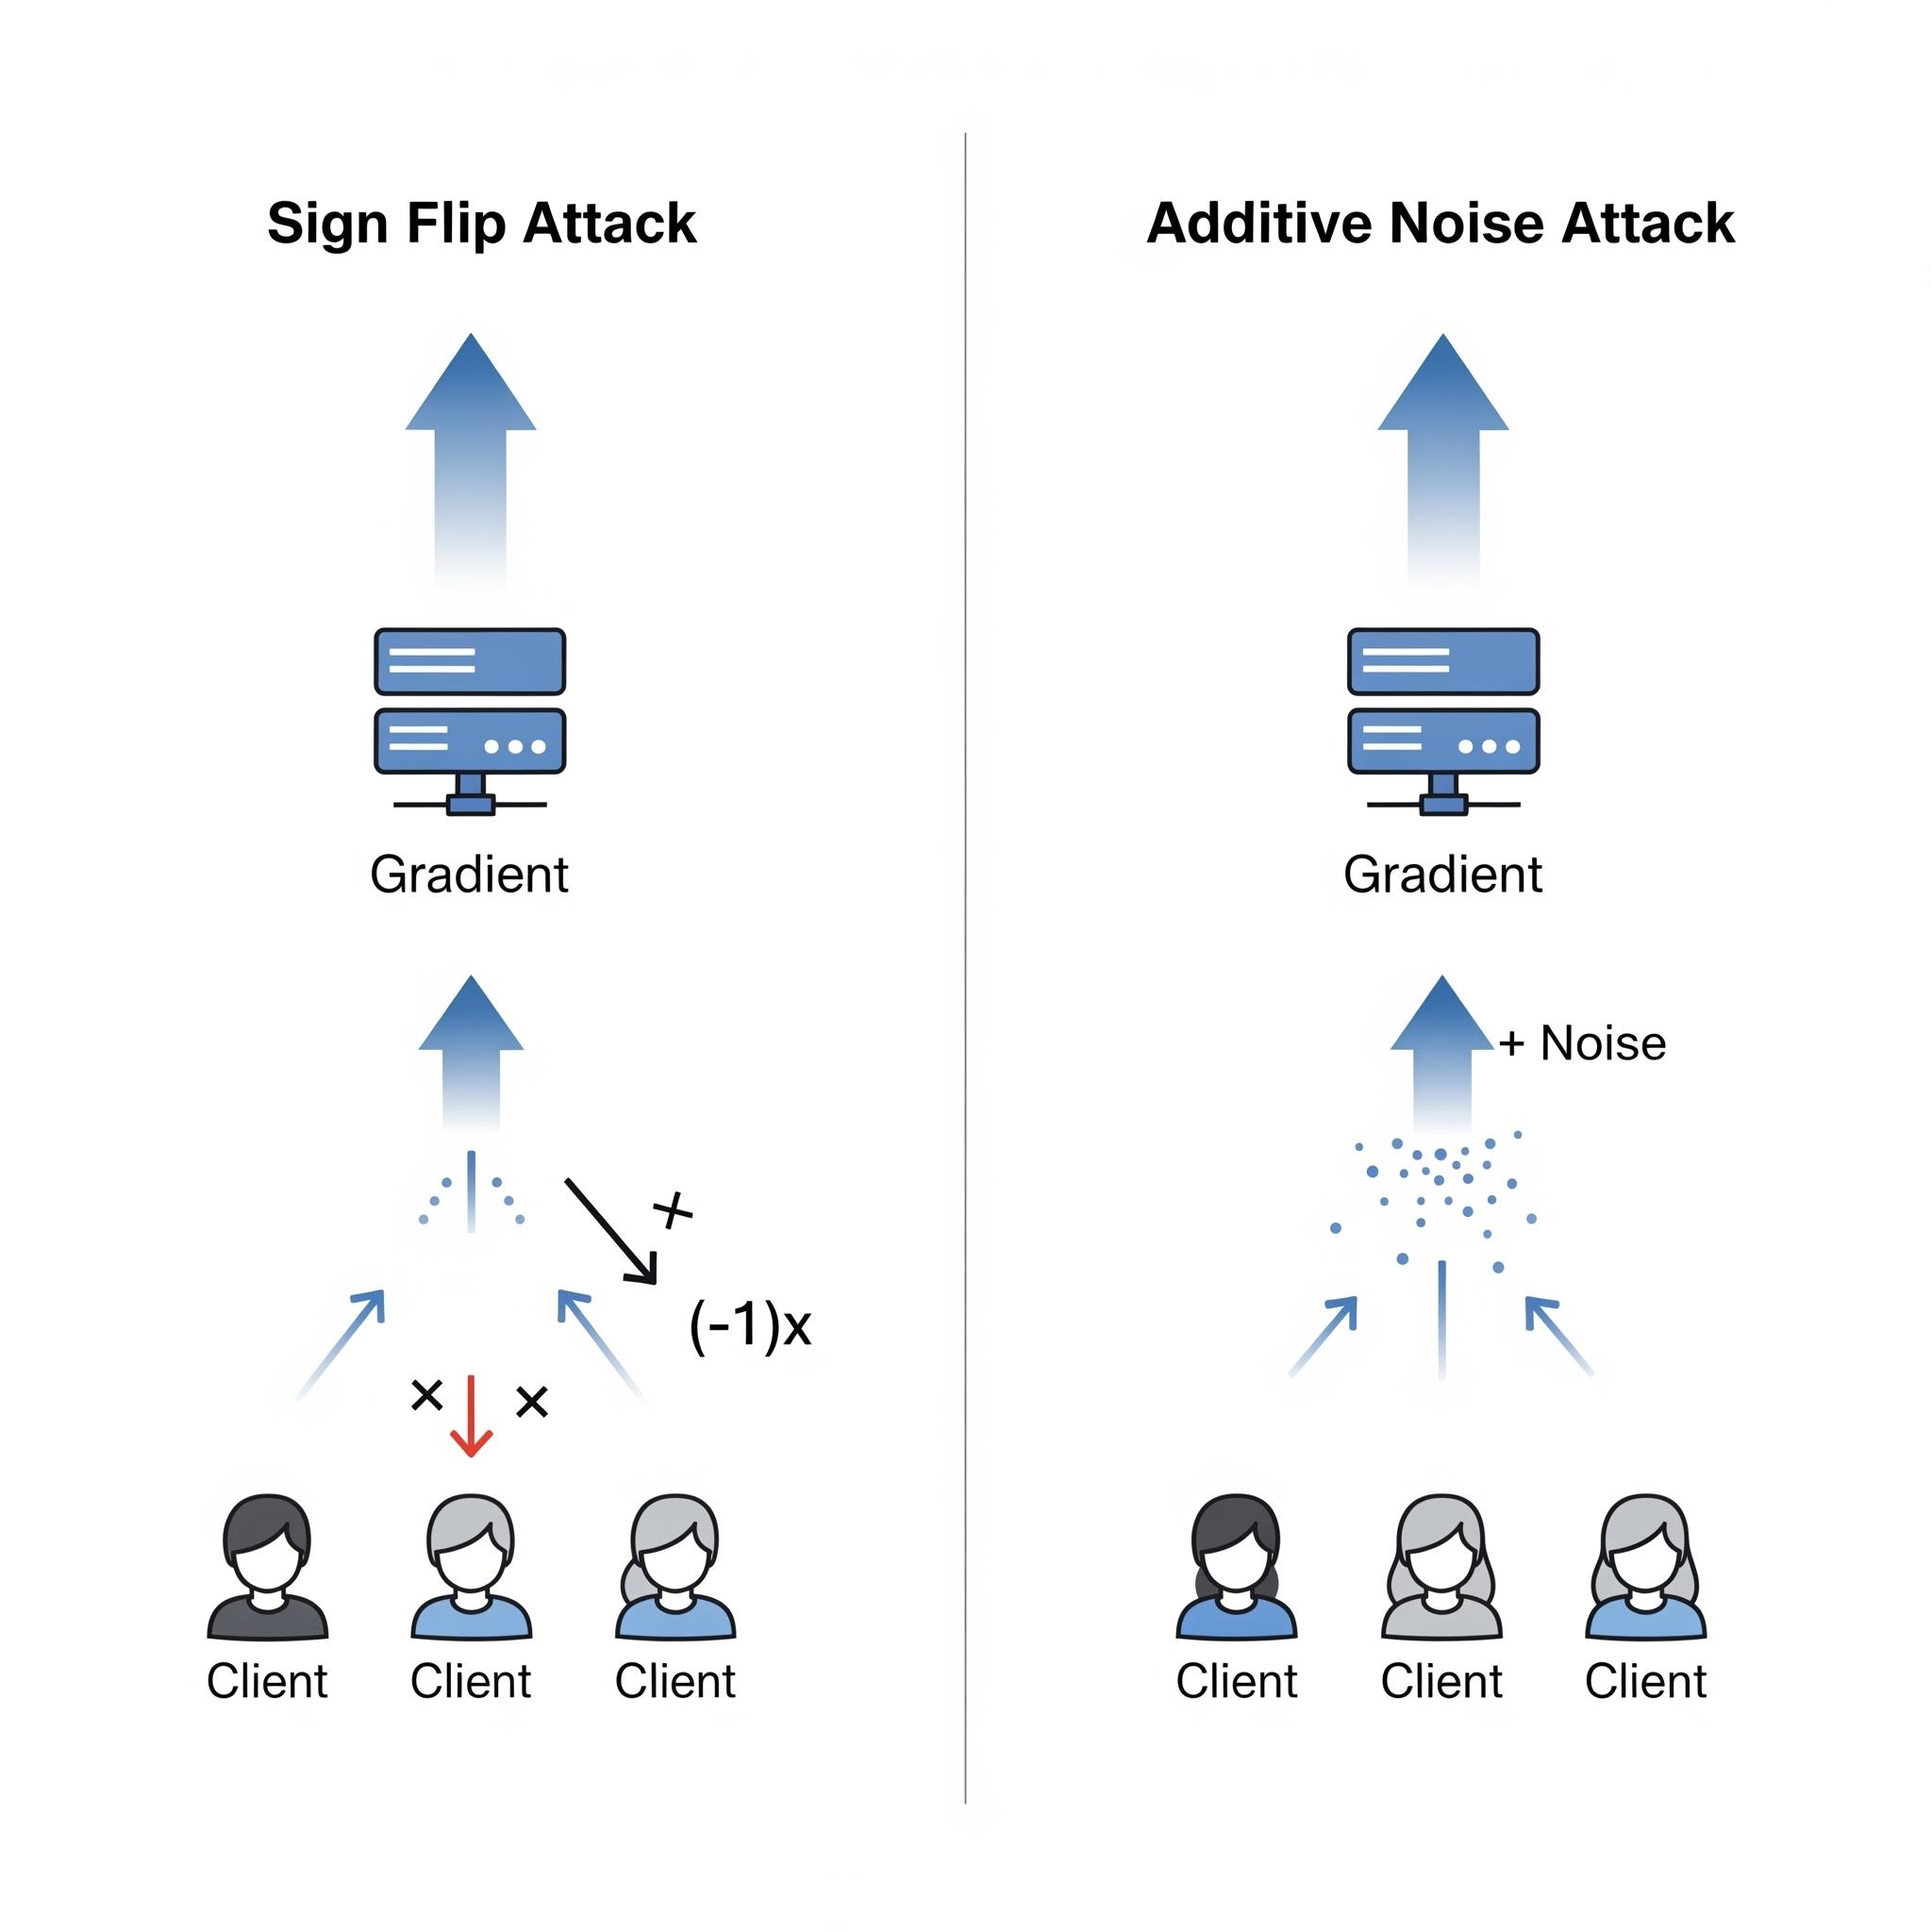 Sign Flip Attack
Gradient
+
(-1)x
× ×
Client Client Client
Additive Noise Attack
Gradient
+ Noise
Client Client Client